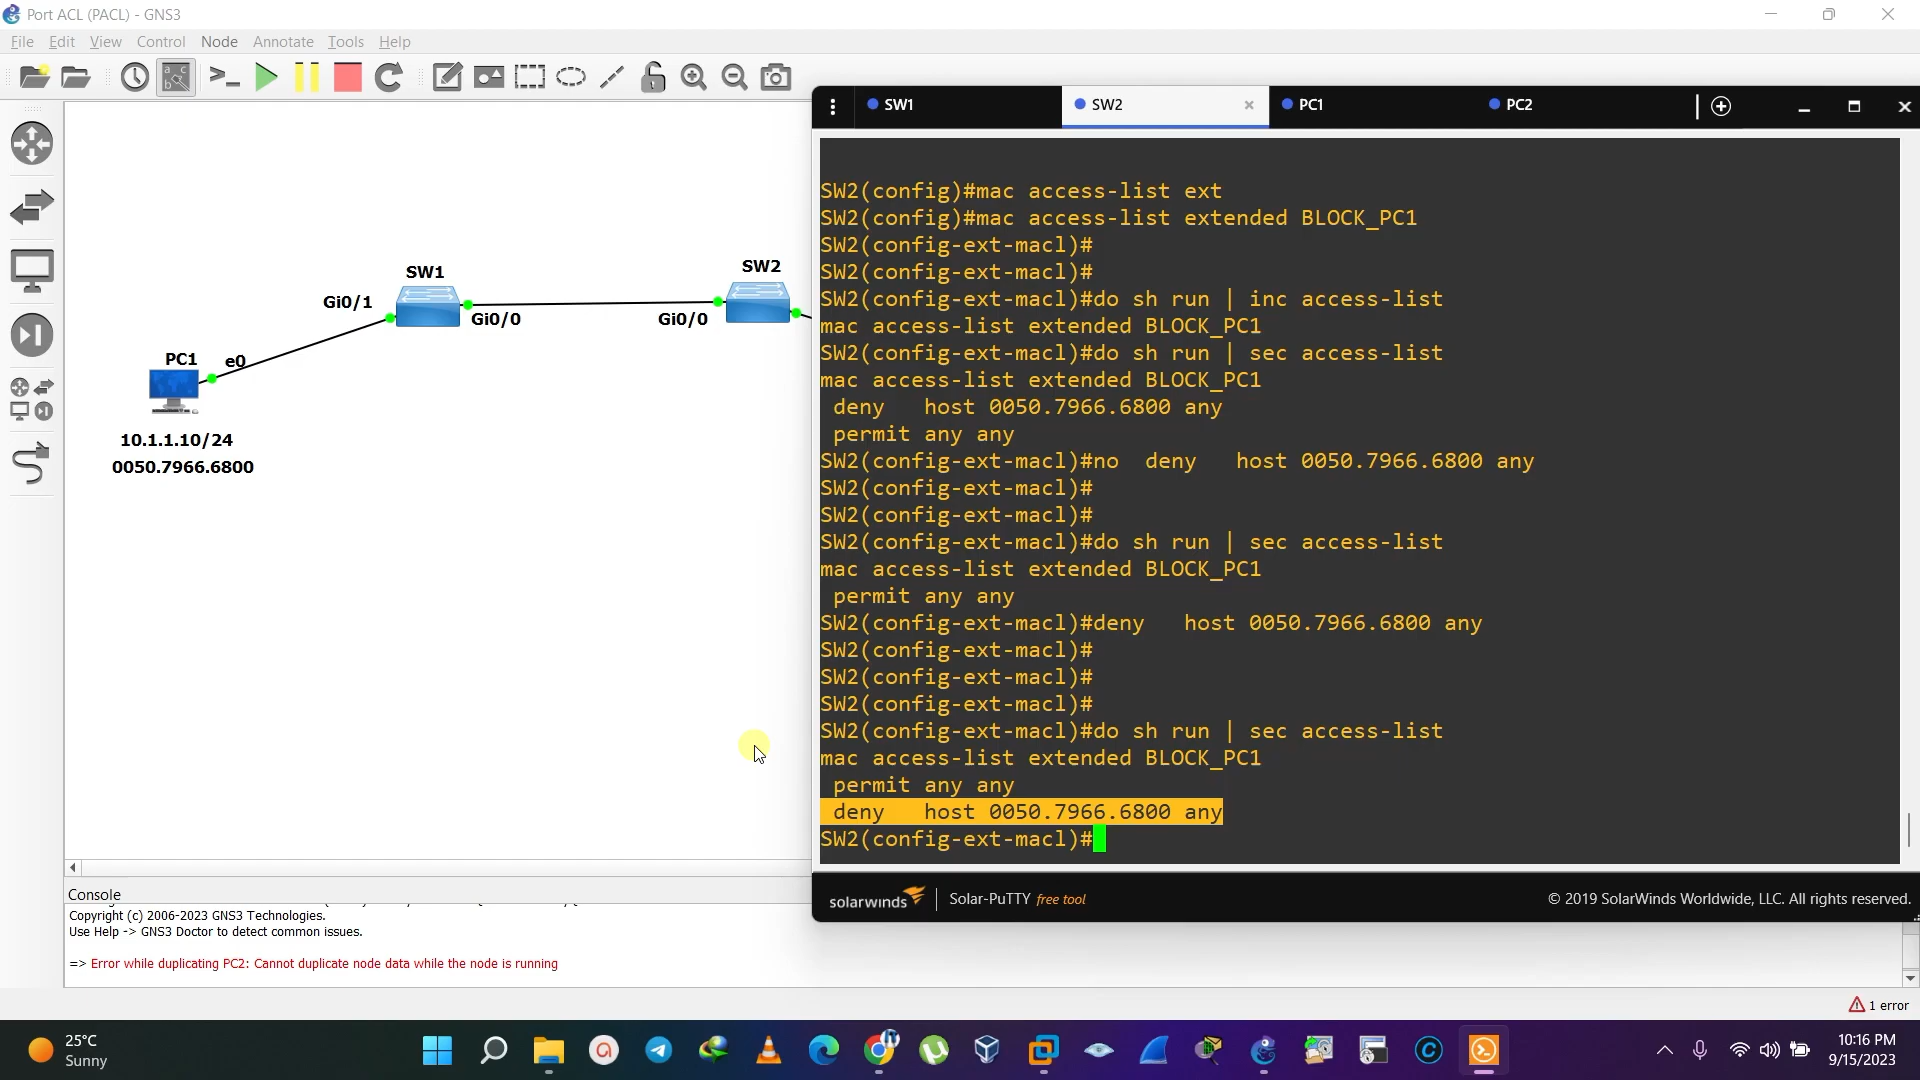 Port ACL (PACL) - GNS3
File Edit View Control Node Annotate Tools Help
SW1 SW2 PC1 PC2
SW1
Gi0/1
Gi0/0
SW2
Gi0/0
PC1
e0
10.1.1.10/24
0050.7966.6800
SW2(config)#mac access-list ext
SW2(config)#mac access-list extended BLOCK_PC1
SW2(config-ext-macl)#
SW2(config-ext-macl)#
SW2(config-ext-macl)#do sh run | inc access-list
mac access-list extended BLOCK_PC1
SW2(config-ext-macl)#do sh run | sec access-list
mac access-list extended BLOCK_PC1
 deny   host 0050.7966.6800 any
 permit any any
SW2(config-ext-macl)#no  deny   host 0050.7966.6800 any
SW2(config-ext-macl)#
SW2(config-ext-macl)#
SW2(config-ext-macl)#do sh run | sec access-list
mac access-list extended BLOCK_PC1
 permit any any
SW2(config-ext-macl)#deny   host 0050.7966.6800 any
SW2(config-ext-macl)#
SW2(config-ext-macl)#
SW2(config-ext-macl)#
SW2(config-ext-macl)#do sh run | sec access-list
mac access-list extended BLOCK_PC1
 permit any any
 deny   host 0050.7966.6800 any
SW2(config-ext-macl)#
solarwinds Solar-PuTTY free tool
© 2019 SolarWinds Worldwide, LLC. All rights reserved.
Console
Copyright (c) 2006-2023 GNS3 Technologies.
Use Help -> GNS3 Doctor to detect common issues.
=> Error while duplicating PC2: Cannot duplicate node data while the node is running
1 error
25°C
Sunny
10:16 PM
9/15/2023